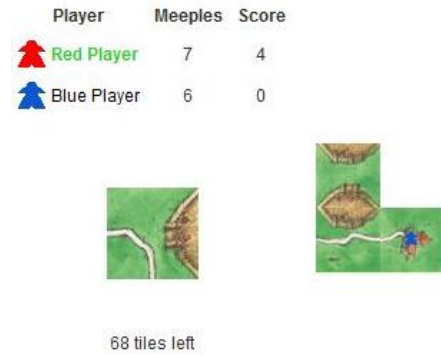 Player Meeples Score
Red Player 7 4
Blue Player 6 0
68 tiles left